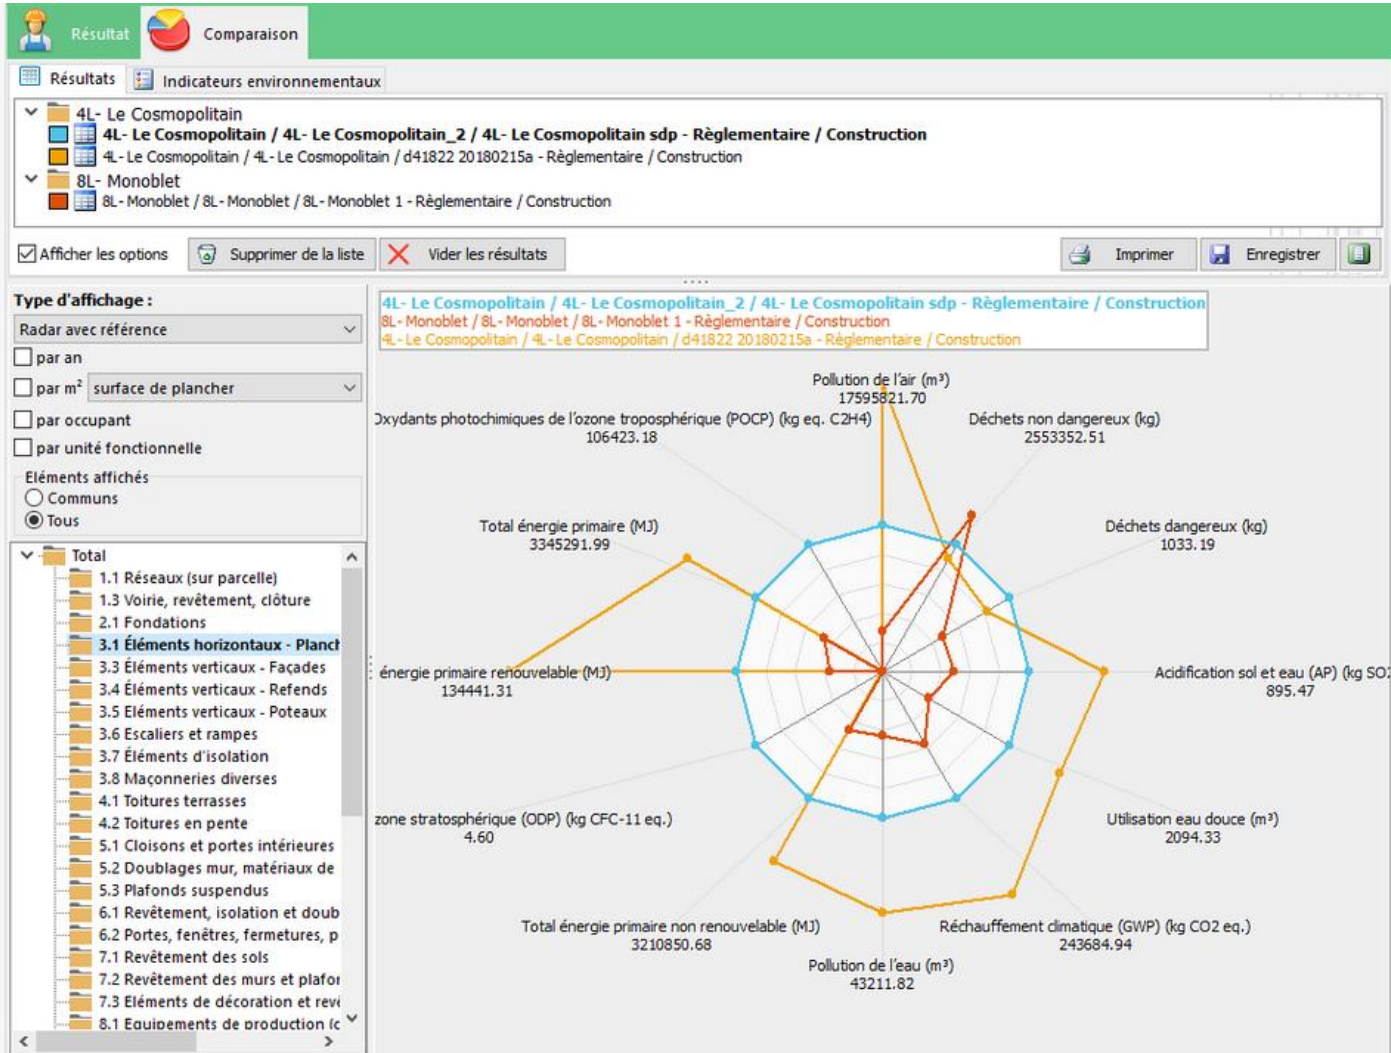 Résultat
Comparaison
Résultats
Indicateurs environnementaux
4L- Le Cosmopolitain
4L- Le Cosmopolitain / 4L- Le Cosmopolitain_2 / 4L- Le Cosmopolitain sdp - Règlementaire / Construction
4L- Le Cosmopolitain / 4L- Le Cosmopolitain / d41822 20180215a - Règlementaire / Construction
8L- Monoblet
8L- Monoblet / 8L- Monoblet / 8L- Monoblet 1 - Règlementaire / Construction
Afficher les options
Supprimer de la liste
Vider les résultats
Imprimer
Enregistrer
Type d'affichage :
Radar avec référence
par an
par m² surface de plancher
par occupant
par unité fonctionnelle
Eléments affichés
Communs
Tous
Total
1.1 Réseaux (sur parcelle)
1.3 Voirie, revêtement, clôture
2.1 Fondations
3.1 Éléments horizontaux - Planch
3.3 Éléments verticaux - Façades
3.4 Éléments verticaux - Refends
3.5 Eléments verticaux - Poteaux
3.6 Escaliers et rampes
3.7 Éléments d'isolation
3.8 Maçonneries diverses
4.1 Toitures terrasses
4.2 Toitures en pente
5.1 Cloisons et portes intérieures
5.2 Doublages mur, matériaux de
5.3 Plafonds suspendus
6.1 Revêtement, isolation et doub
6.2 Portes, fenêtres, fermetures, p
7.1 Revêtement des sols
7.2 Revêtement des murs et plafor
7.3 Eléments de décoration et revê
8.1 Equipements de production (c
4L- Le Cosmopolitain / 4L- Le Cosmopolitain_2 / 4L- Le Cosmopolitain sdp - Règlementaire / Construction
8L- Monoblet / 8L- Monoblet / 8L- Monoblet 1 - Règlementaire / Construction
4L- Le Cosmopolitain / 4L- Le Cosmopolitain / d41822 20180215a - Règlementaire / Construction
Pollution de l'air (m³)
17595821.70
Oxydants photochimiques de l'ozone troposphérique (POCP) (kg eq. C2H4)
106423.18
Déchets non dangereux (kg)
2553352.51
Total énergie primaire (MJ)
3345291.99
Déchets dangereux (kg)
1033.19
énergie primaire renouvelable (MJ)
134441.31
Acidification sol et eau (AP) (kg SO2
895.47
zone stratosphérique (ODP) (kg CFC-11 eq.)
4.60
Utilisation eau douce (m³)
2094.33
Total énergie primaire non renouvelable (MJ)
3210850.68
Réchauffement climatique (GWP) (kg CO2 eq.)
243684.94
Pollution de l'eau (m³)
43211.82